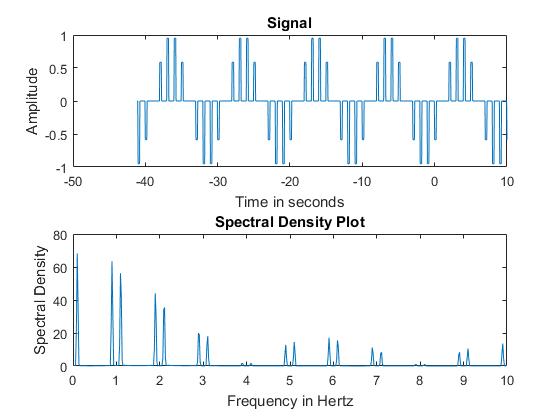 Signal
1
0.5
0
-0.5
-1
Amplitude
-50 -40 -30 -20 -10 0 10
Time in seconds
Spectral Density Plot
80
60
40
20
0
Spectral Density
0 1 2 3 4 5 6 7 8 9 10
Frequency in Hertz